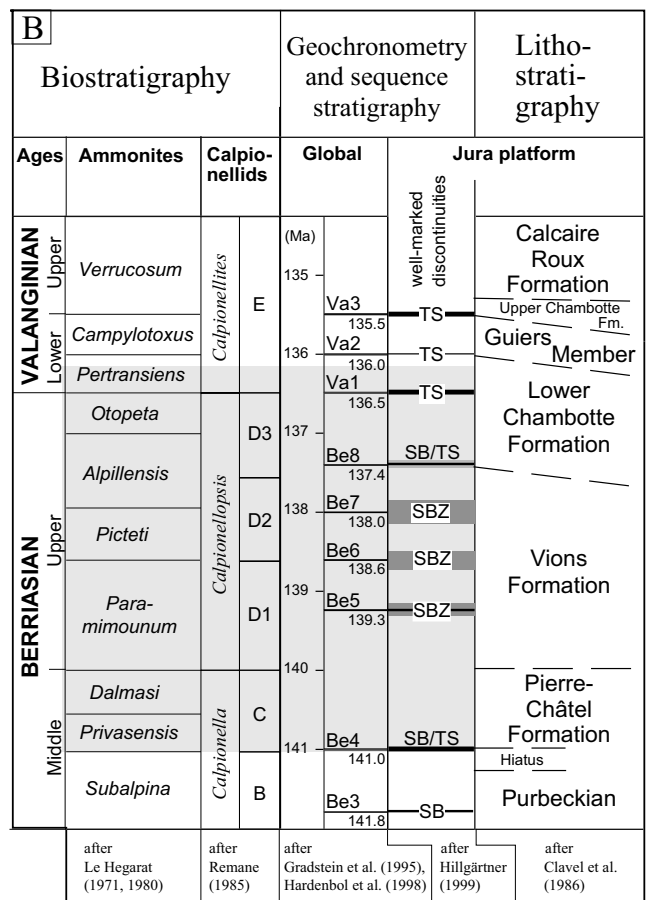 B
Biostratigraphy
Geochronometry
and sequence
stratigraphy
Litho-
strati-
graphy
Ages
Ammonites
Calpio-
nellids
Global
Jura platform
well-marked
discontinuities
VALANGINIAN
Upper
Lower
BERRIASIAN
Upper
Middle
Verrucosum
Campylotoxus
Pertransiens
Otopeta
Alpillensis
Picteti
Para-
mimounum
Dalmasi
Privasensis
Subalpina
Calpionellites
Calpionellopsis
Calpionella
E
D3
D2
D1
C
B
(Ma)
135
136
137
138
139
140
141
Va3
135.5
Va2
136.0
Va1
136.5
Be8
137.4
Be7
138.0
Be6
138.6
Be5
139.3
Be4
141.0
Be3
141.8
TS
TS
TS
SB/TS
SBZ
SBZ
SBZ
SB/TS
SB
Calcaire
Roux
Formation
Upper Chambotte
Fm.
Guiers
Member
Lower
Chambotte
Formation
Vions
Formation
Pierre-
Châtel
Formation
Hiatus
Purbeckian
after
Le Hegarat
(1971, 1980)
after
Remane
(1985)
after
Gradstein et al. (1995),
Hardenbol et al. (1998)
after
Hillgärtner
(1999)
after
Clavel et al.
(1986)